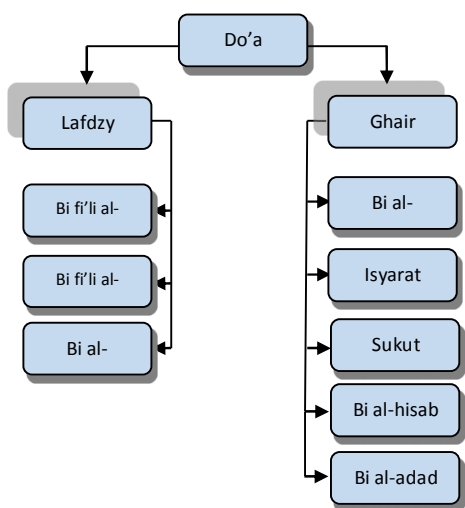 Do’a
Lafdzy
Bi fi’li al-
Bi fi’li al-
Bi al-
Ghair
Bi al-
Isyarat
Sukut
Bi al-hisab
Bi al-adad